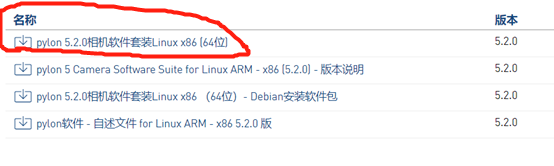 名称 版本
pylon 5.2.0相机软件套装Linux x86 (64位) 5.2.0
pylon 5 Camera Software Suite for Linux ARM - x86 (5.2.0) - 版本说明 5.2.0
pylon 5.2.0相机软件套装Linux x86 （64位）- Debian安装软件包 5.2.0
pylon软件 - 自述文件 for Linux ARM - x86 5.2.0 版 5.2.0